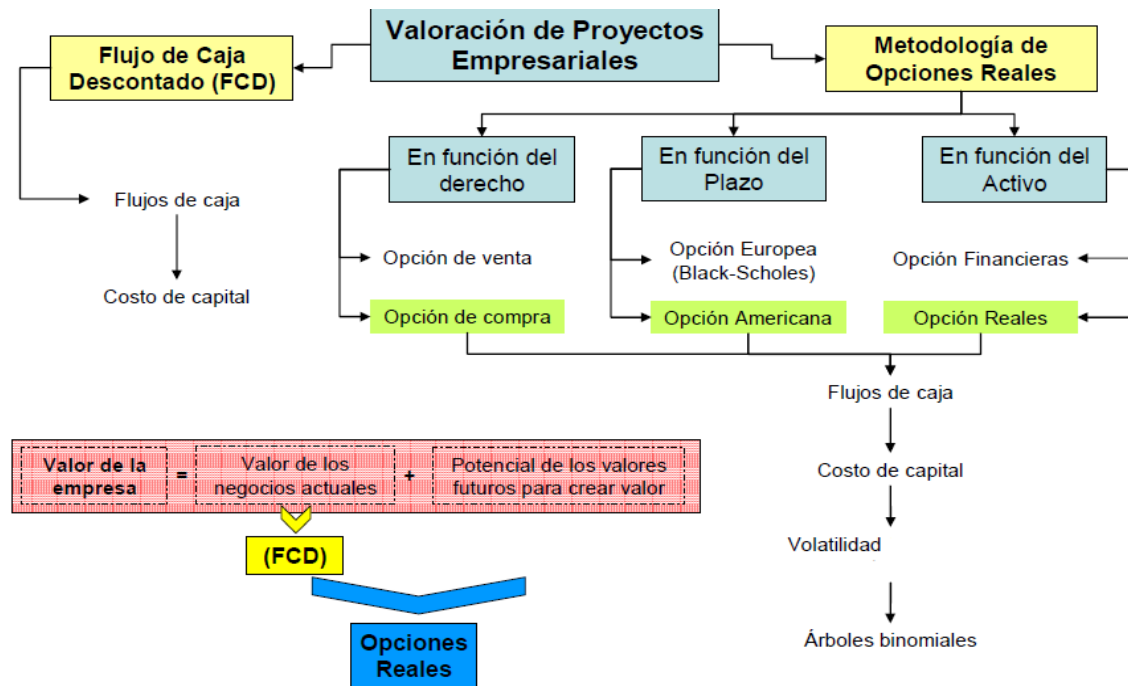 Valoración de Proyectos
Empresariales
Flujo de Caja
Descontado (FCD)
Metodología de
Opciones Reales
En función del
derecho
En función del
Plazo
En función del
Activo
Flujos de caja
Costo de capital
Opción de venta
Opción de compra
Opción Europea
(Black-Scholes)
Opción Americana
Opción Financieras
Opción Reales
Flujos de caja
Costo de capital
Volatilidad
Árboles binomiales
Valor de la
empresa
=
Valor de los
negocios actuales
+
Potencial de los valores
futuros para crear valor
(FCD)
Opciones
Reales